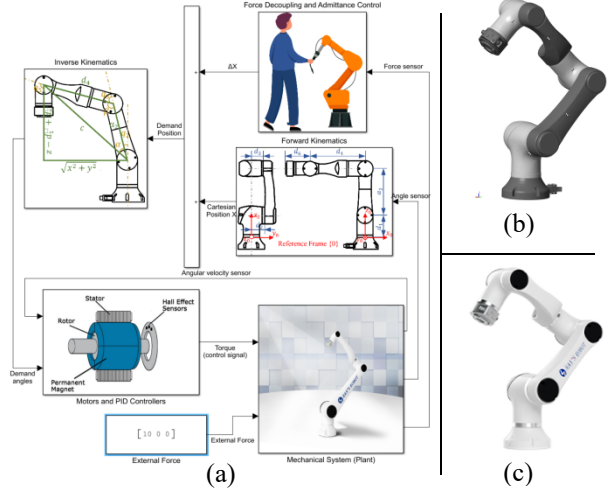 Force Decoupling and Admittance Control
Inverse Kinematics
ΔX
Force sensor
Demand
Position
c
√x² + y²
Forward Kinematics
Angle sensor
Cartesian
Position X
Reference Frame {0}
Angular velocity sensor
Stator
Hall Effect
Sensors
Rotor
Permanent
Magnet
Demand
angles
Torque
(control signal)
Motors and PID Controllers
[10 0 0]
External Force
External Force
Mechanical System (Plant)
(a)
(b)
(c)